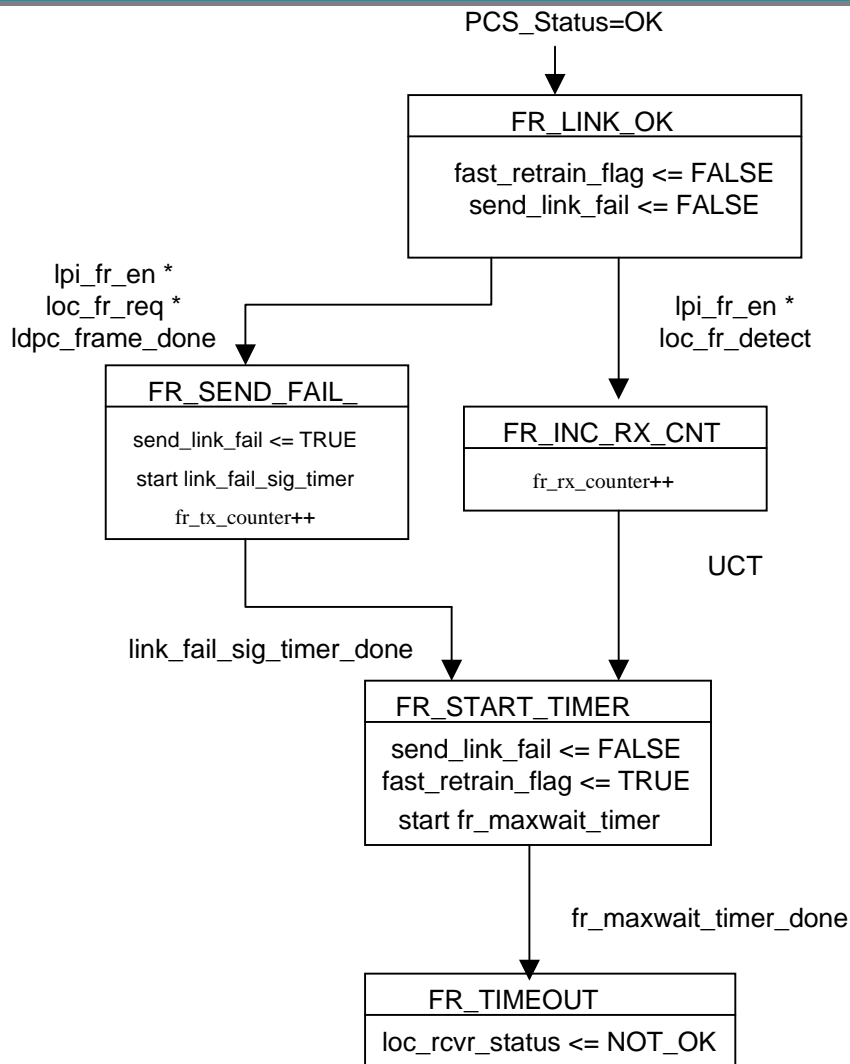 PCS_Status=OK
FR_LINK_OK
fast_retrain_flag <= FALSE
send_link_fail <= FALSE
lpi_fr_en *
loc_fr_req *
ldpc_frame_done
lpi_fr_en *
loc_fr_detect
FR_SEND_FAIL_
send_link_fail <= TRUE
start link_fail_sig_timer
fr_tx_counter++
FR_INC_RX_CNT
fr_rx_counter++
UCT
link_fail_sig_timer_done
FR_START_TIMER
send_link_fail <= FALSE
fast_retrain_flag <= TRUE
start fr_maxwait_timer
fr_maxwait_timer_done
FR_TIMEOUT
loc_rcvr_status <= NOT_OK